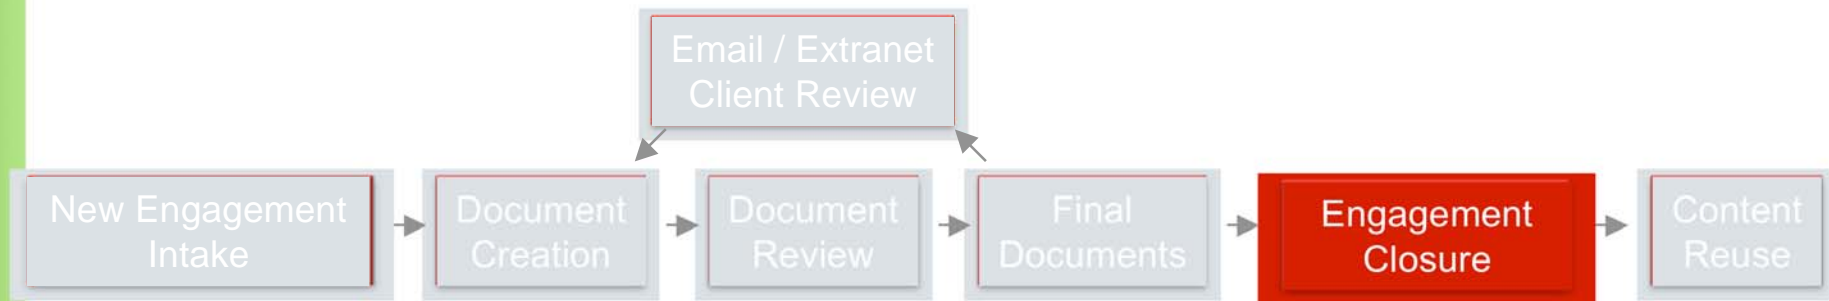 Email / Extranet
Client Review
New Engagement
Intake
Document
Creation
Document
Review
Final
Documents
Engagement
Closure
Content
Reuse